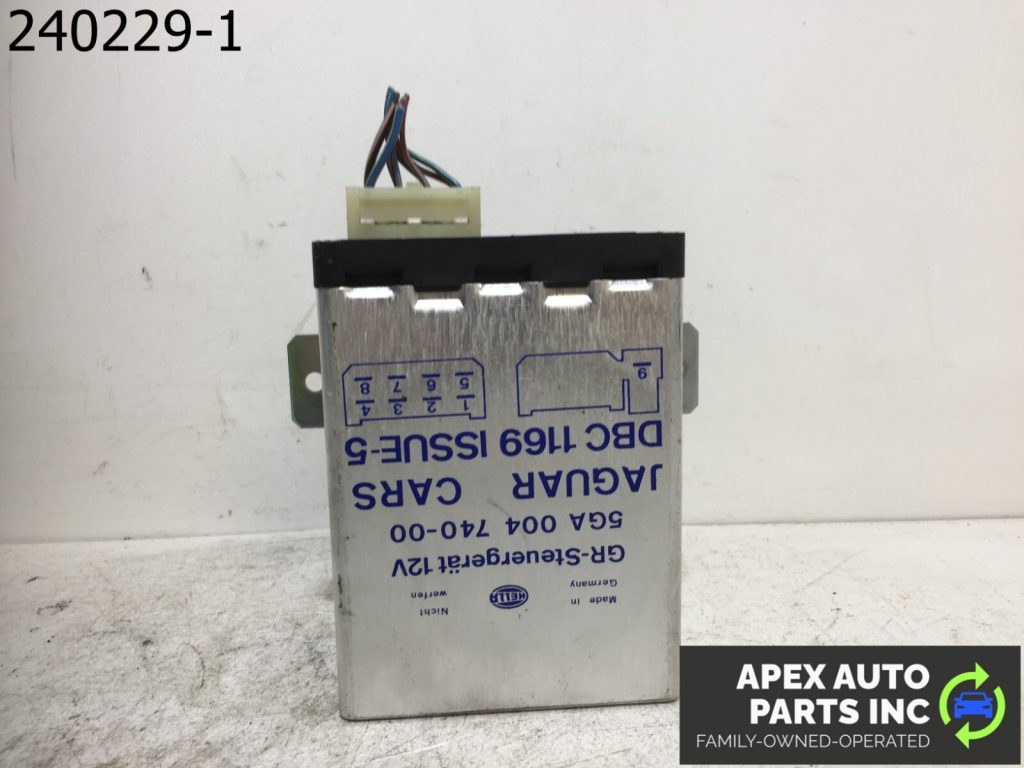 240229-1
Made in
Germany
HELLA
Nicht
werfen
GR-Steuergerät 12V
5GA 004 740-00
JAGUAR CARS
DBC 1169 ISSUE-5
1 2 3 4
5 6 7 8
9
APEX AUTO
PARTS INC
FAMILY-OWNED-OPERATED